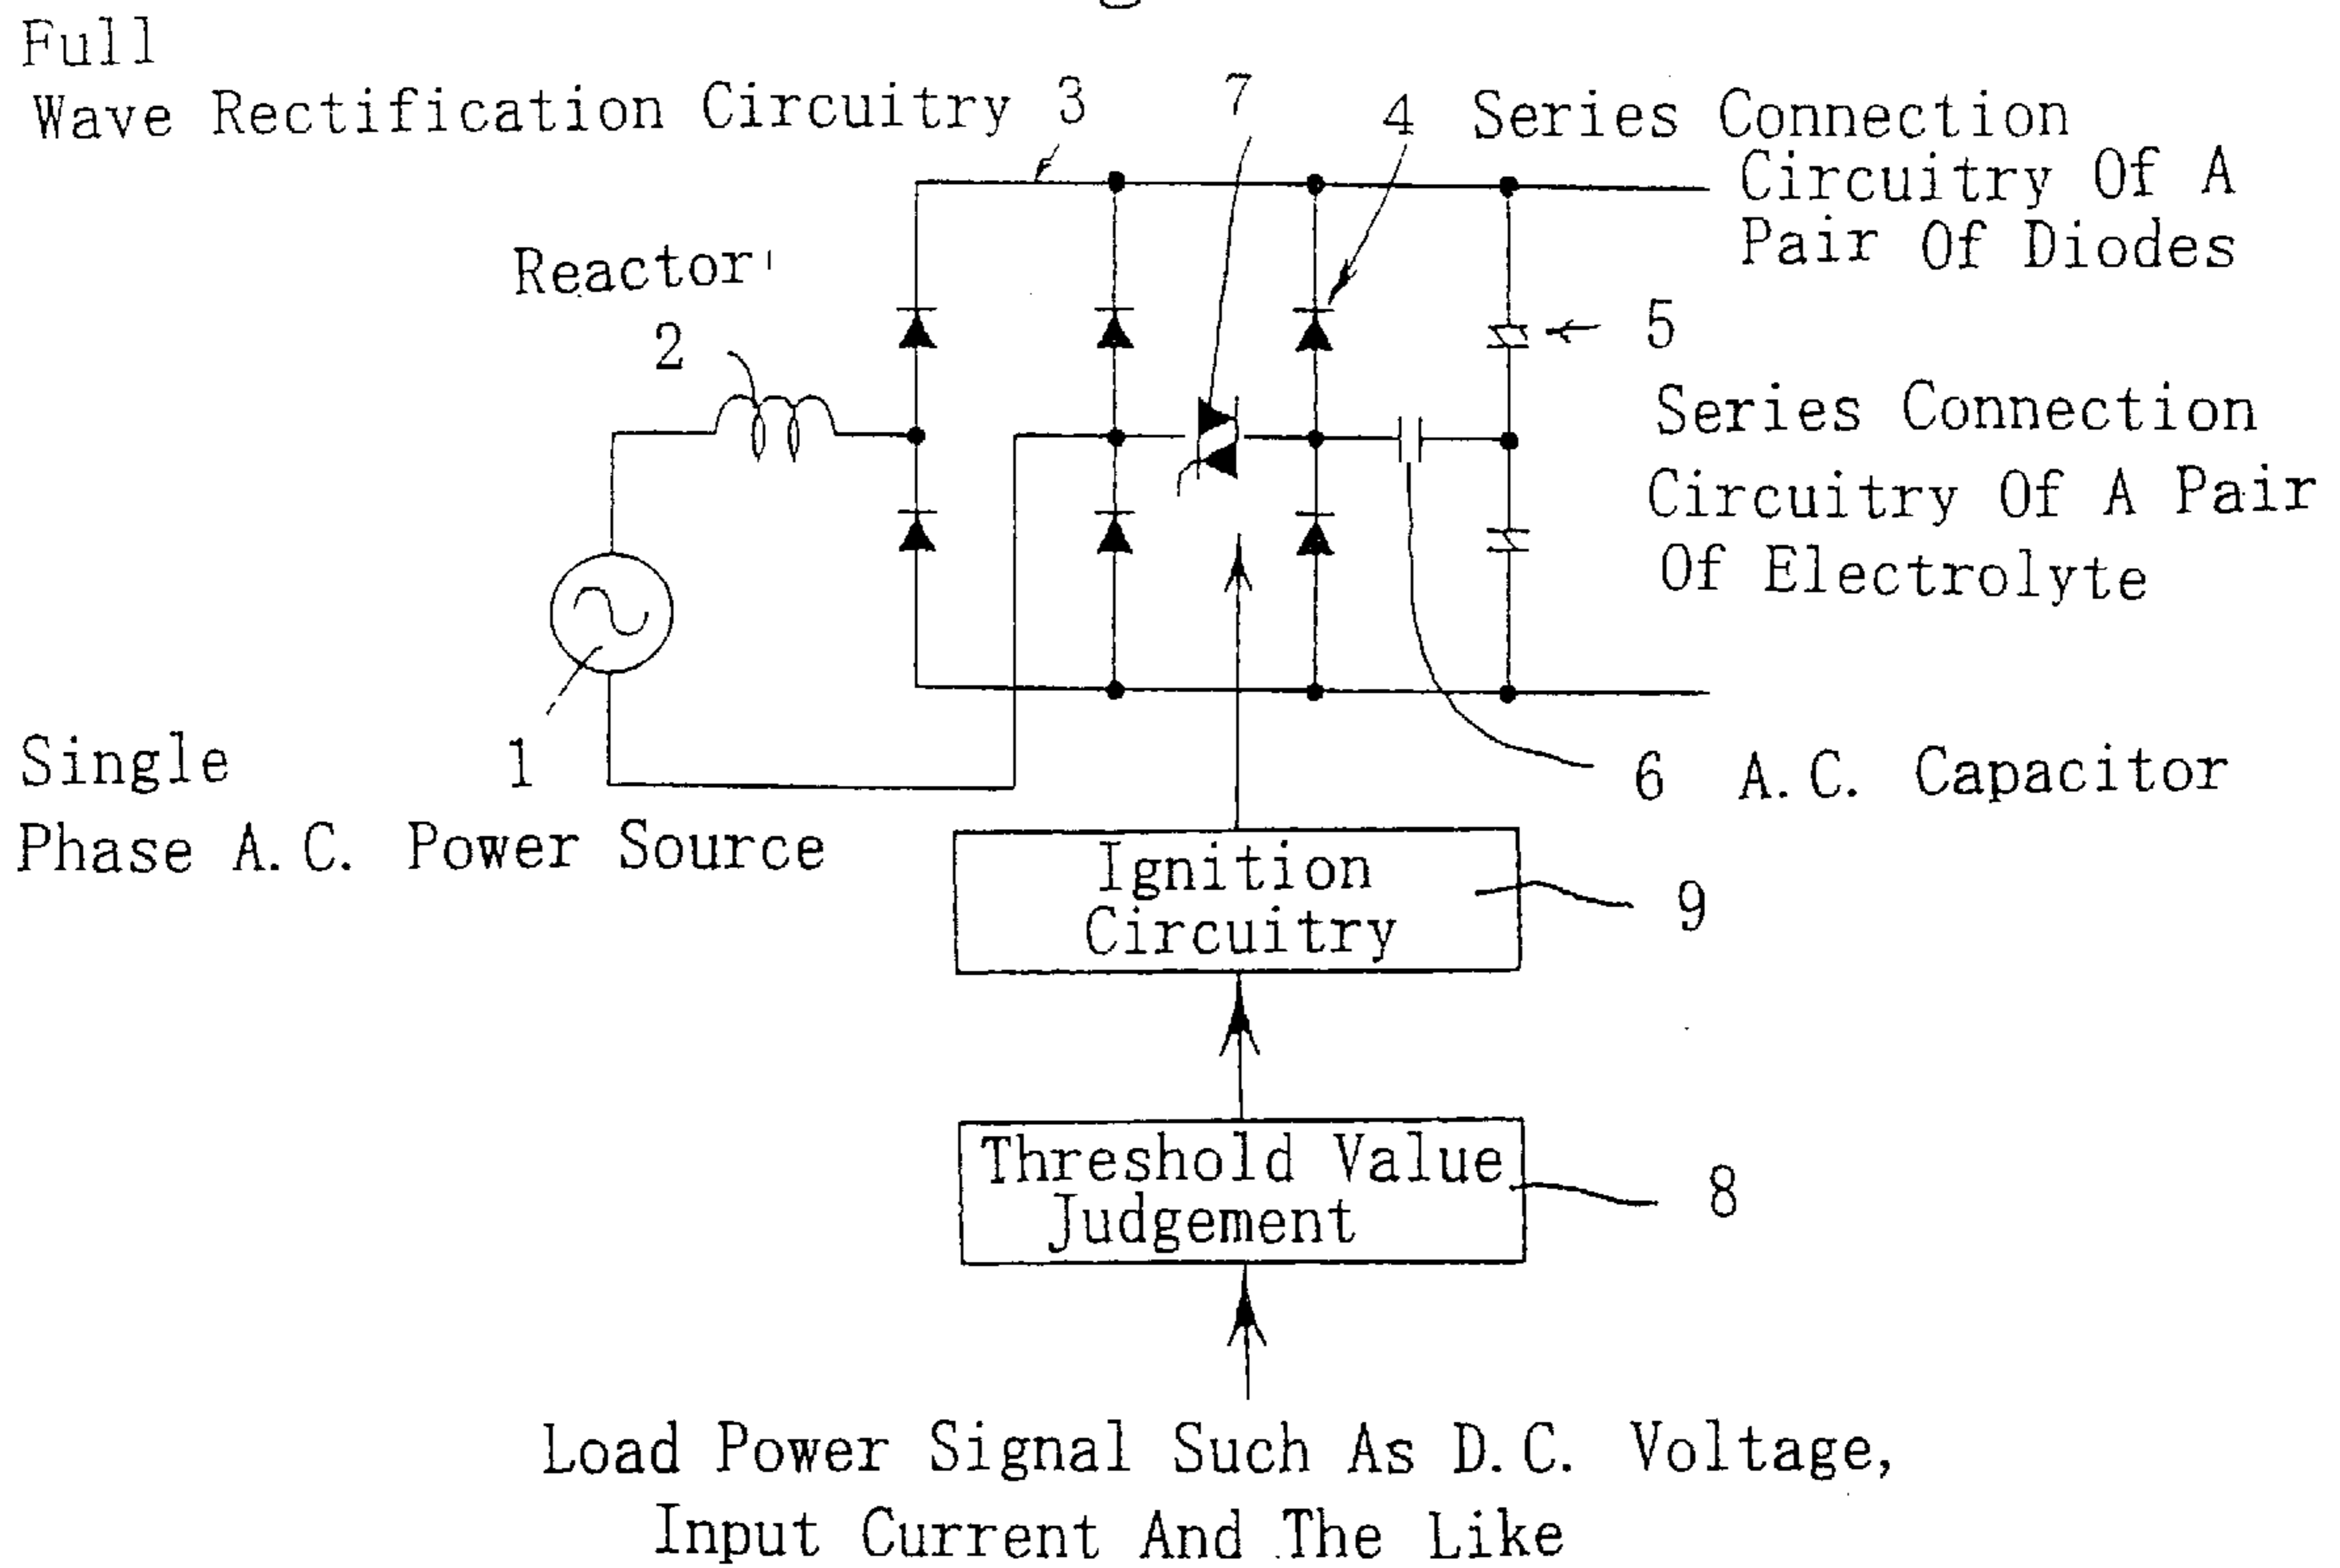 Full
Wave Rectification Circuitry 3
7
4 Series Connection
Circuitry Of A
Pair Of Diodes
Reactor
2
5
Series Connection
Circuitry Of A Pair
Of Electrolyte
Single
Phase A.C. Power Source
1
6 A.C. Capacitor
Ignition
Circuitry
9
Threshold Value
Judgement
8
Load Power Signal Such As D.C. Voltage,
Input Current And The Like